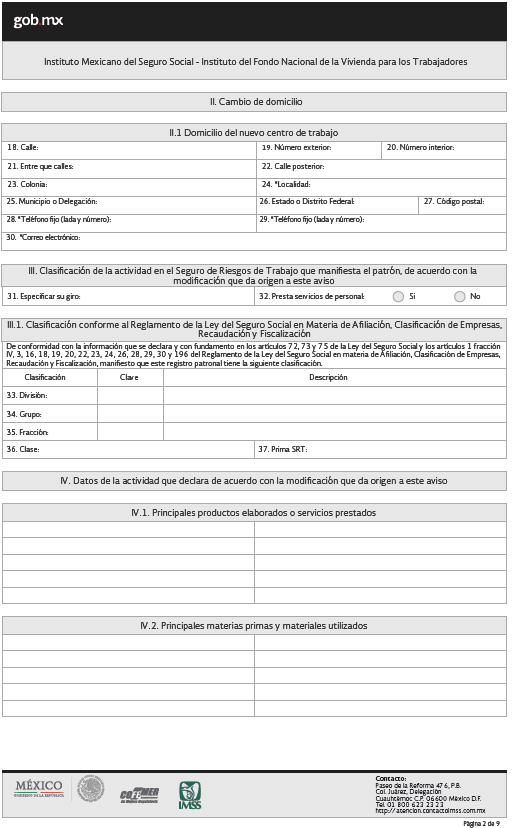 gob.mx
Instituto Mexicano del Seguro Social - Instituto del Fondo Nacional de la Vivienda para los Trabajadores
II. Cambio de domicilio
II.1 Domicilio del nuevo centro de trabajo
18. Calle:
19. Número exterior:
20. Número interior:
21. Entre que calles:
22. Calle posterior:
23. Colonia:
24. *Localidad:
25. Municipio o Delegación:
26. Estado o Distrito Federal:
27. Código postal:
28. *Teléfono fijo (lada y número):
29. *Teléfono fijo (lada y número):
30. *Correo electrónico:
III. Clasificación de la actividad en el Seguro de Riesgos de Trabajo que manifiesta el patrón, de acuerdo con la
modificación que da origen a este aviso
31. Especificar su giro:
32. Presta servicios de personal:
Si
No
III.1. Clasificación conforme al Reglamento de la Ley del Seguro Social en Materia de Afiliación, Clasificación de Empresas,
Recaudación y Fiscalización
De conformidad con la información que se declara y con fundamento en los artículos 72, 73 y 75 de la Ley del Seguro Social y los artículos 1 fracción
IV, 3, 16, 18, 19, 20, 22, 23, 24, 26, 28, 29, 30 y 196 del Reglamento de la Ley del Seguro Social en materia de Afiliación, Clasificación de Empresas,
Recaudación y Fiscalización, manifiesto que este registro patronal tiene la siguiente clasificación.
Clasificación
Clave
Descripción
33. División:
34. Grupo:
35. Fracción:
36. Clase:
37. Prima SRT:
IV. Datos de la actividad que declara de acuerdo con la modificación que da origen a este aviso
IV.1. Principales productos elaborados o servicios prestados
IV.2. Principales materias primas y materiales utilizados
MÉXICO
GOBIERNO DE LA REPÚBLICA
COFEMER
IMSS
Contacto:
Paseo de la Reforma 476, P.B.
Col. Juárez, Delegación
Cuauhtémoc C.P. 06600 México D.F.
Tel. 01 800 623 23 23
http://atencion.contactoimss.com.mx
Página 2 de 9